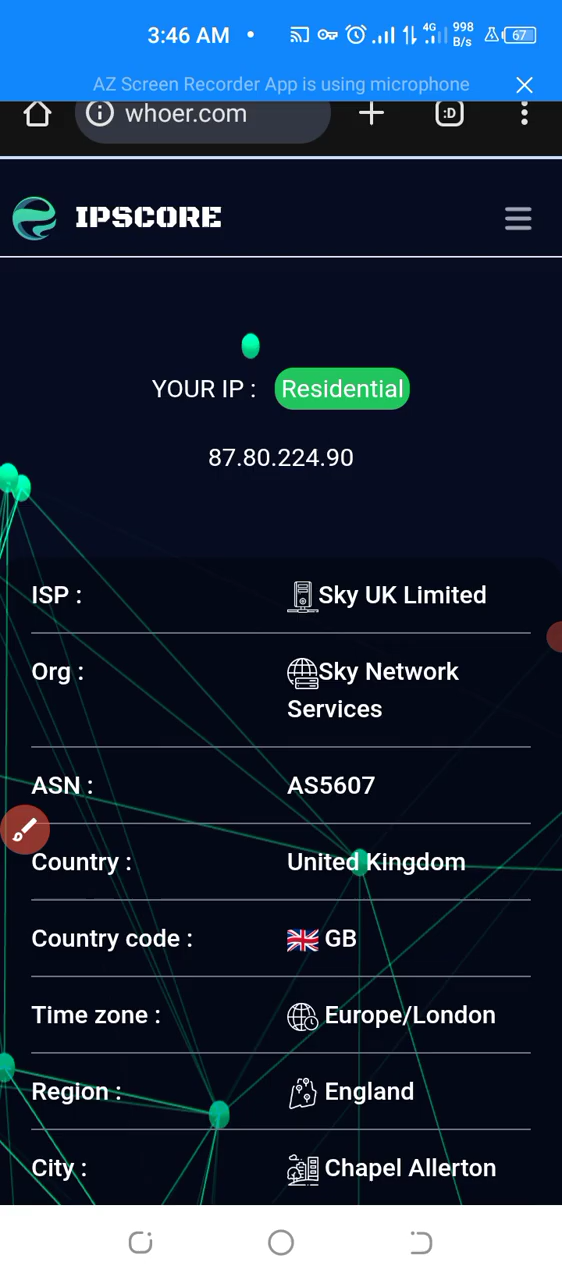 3:46 AM
4G 998 B/s 67
AZ Screen Recorder App is using microphone
whoer.com :D
IPSCORE
YOUR IP : Residential
87.80.224.90
ISP : Sky UK Limited
Org : Sky Network
Services
ASN : AS5607
Country : United Kingdom
Country code : GB
Time zone : Europe/London
Region : England
City : Chapel Allerton